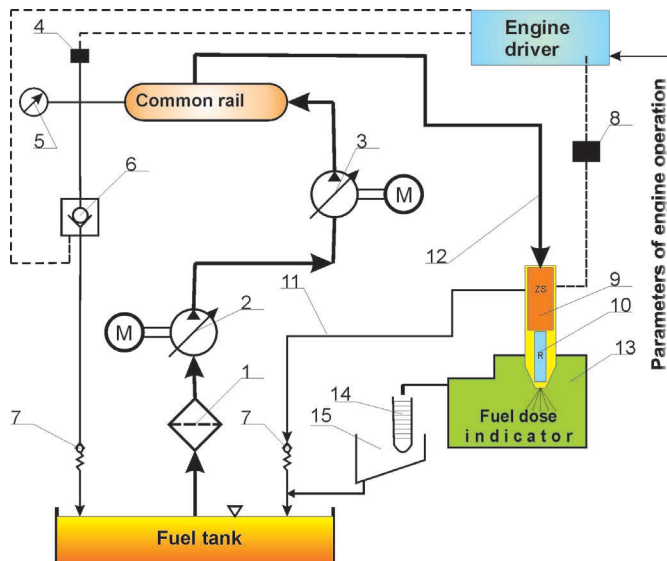 4
Engine
driver
Common rail
5
3
8
Parameters of engine operation
6
M
12
ZS
9
11
2
10
M
R
13
1
14
7
7
15
Fuel dose
indicator
Fuel tank